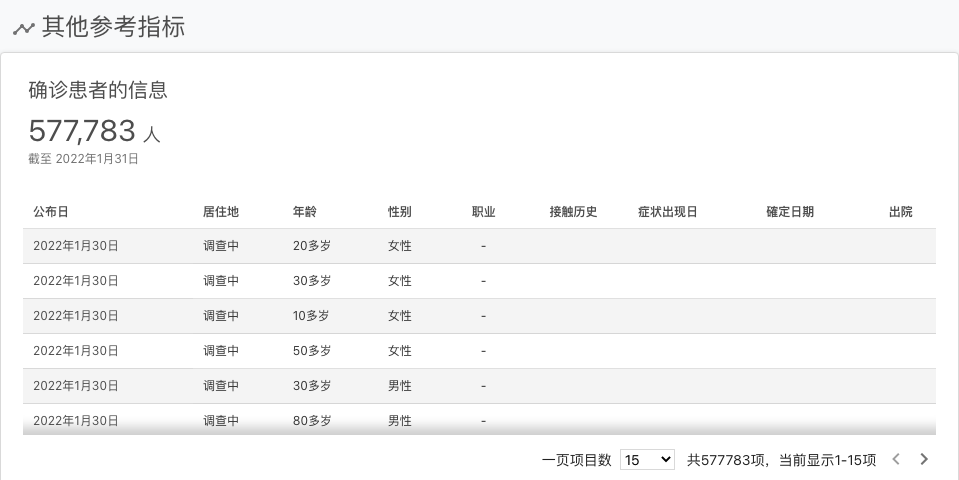 其他参考指标
确诊患者的信息
577,783 人
截至 2022年1月31日
公布日 居住地 年龄 性别 职业 接触历史 症状出现日 確定日期 出院
2022年1月30日 调查中 20多岁 女性 -
2022年1月30日 调查中 30多岁 女性 -
2022年1月30日 调查中 10多岁 女性 -
2022年1月30日 调查中 50多岁 女性 -
2022年1月30日 调查中 30多岁 男性 -
2022年1月30日 调查中 80多岁 男性 -
一页项目数 15 共577783项，当前显示1-15项